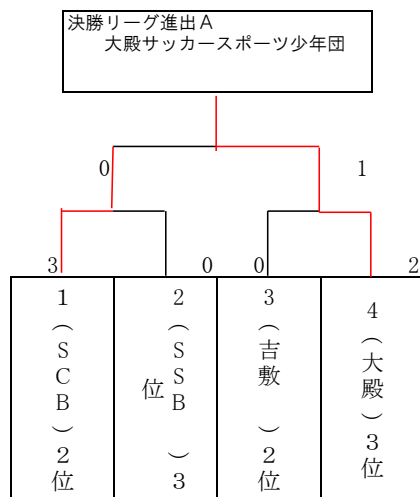 決勝リーグ進出A
大殿サッカースポーツ少年団
0
1
3
0
0
2
1(SCB)2位
2(SSB )3位
3(吉敷 )2位
4(大殿)3位